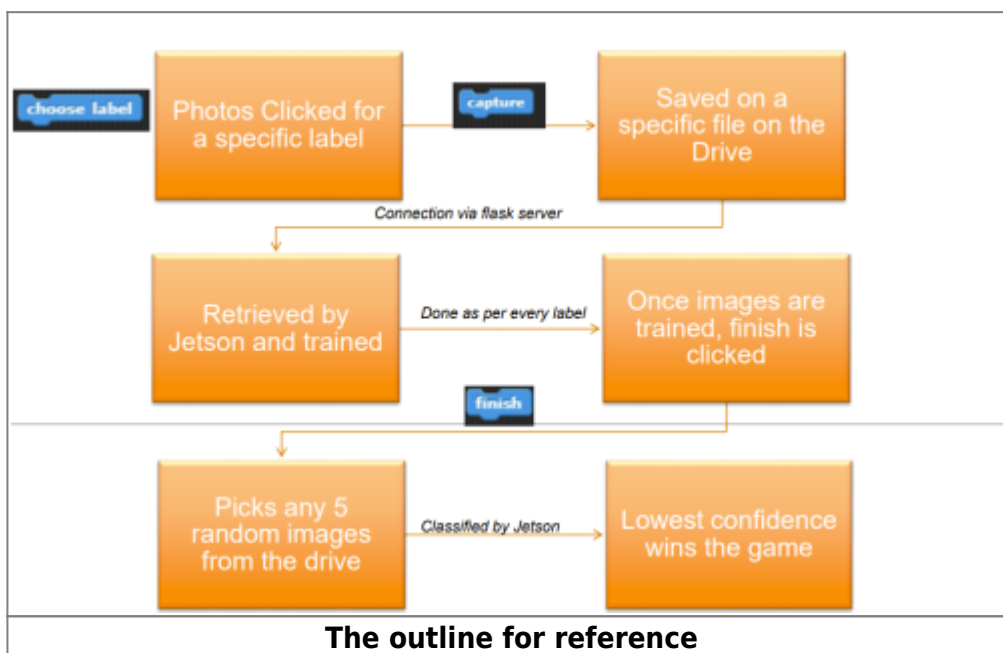 choose label
Photos Clicked for
a specific label
capture
Saved on a
specific file on the
Drive
Connection via flask server
Retrieved by
Jetson and trained
Done as per every label
Once images are
trained, finish is
clicked
finish
Picks any 5
random images
from the drive
Classified by Jetson
Lowest confidence
wins the game
The outline for reference